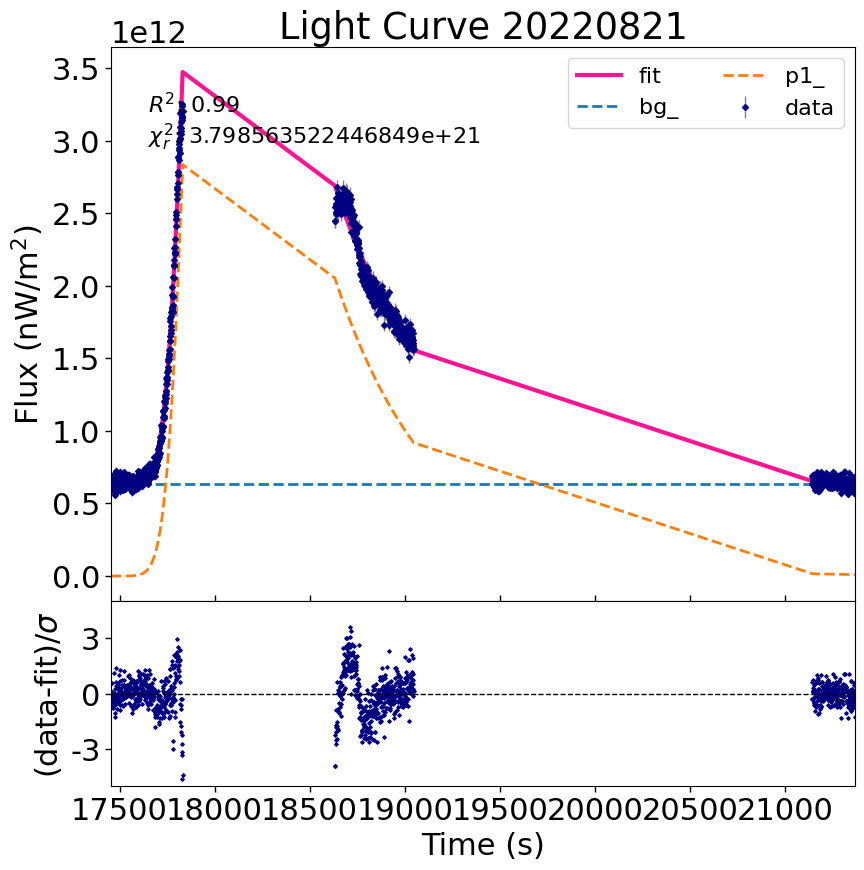 Light Curve 20220821
1e12
3.5
3.0
2.5
2.0
1.5
1.0
0.5
0.0
Flux (nW/m²)
R² : 0.99
χ²ᵣ : 3.798563522446849e+21
fit
bg_
p1_
data
3
0
-3
(data-fit)/σ
17500 18000 18500 19000 19500 20000 20500 21000
Time (s)